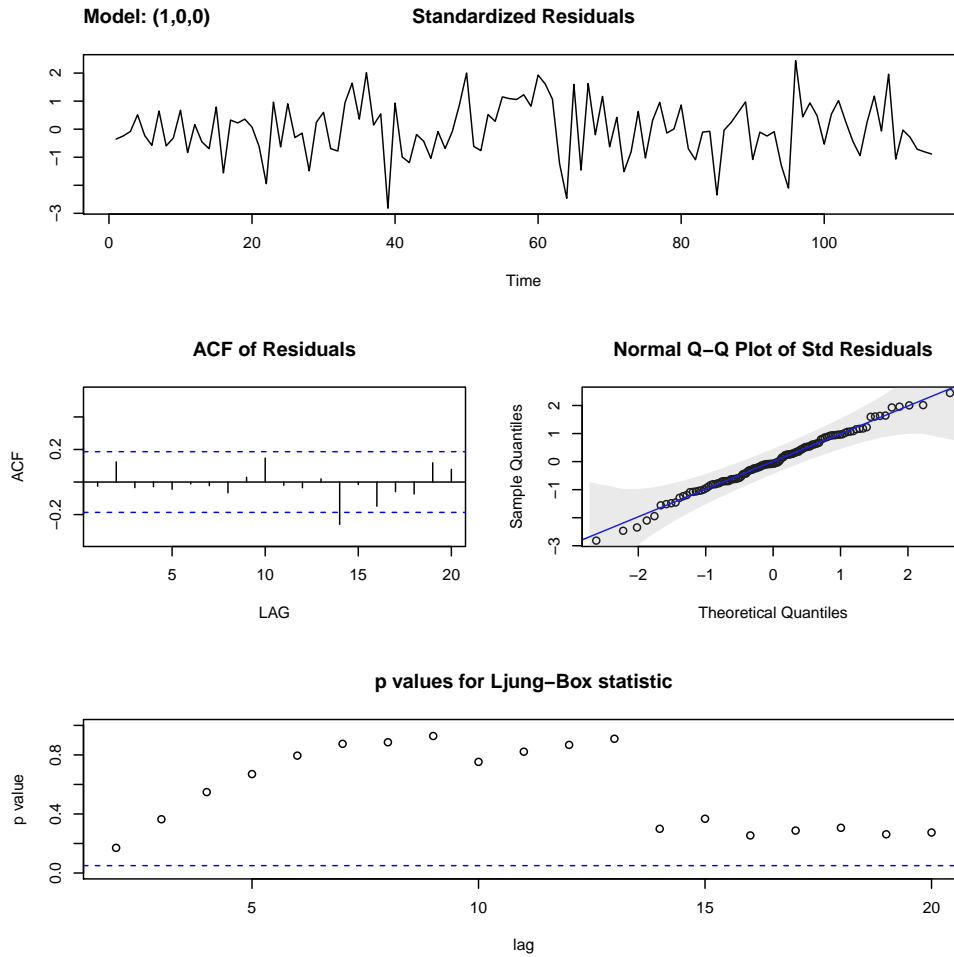 Model: (1,0,0) Standardized Residuals
2
1
0
−1
−3
0 20 40 60 80 100
Time
ACF of Residuals
ACF
0.2
−0.2
5 10 15 20
LAG
Normal Q−Q Plot of Std Residuals
Sample Quantiles
2
1
0
−1
−3
−2 −1 0 1 2
Theoretical Quantiles
p values for Ljung−Box statistic
p value
0.8
0.4
0.0
5 10 15 20
lag